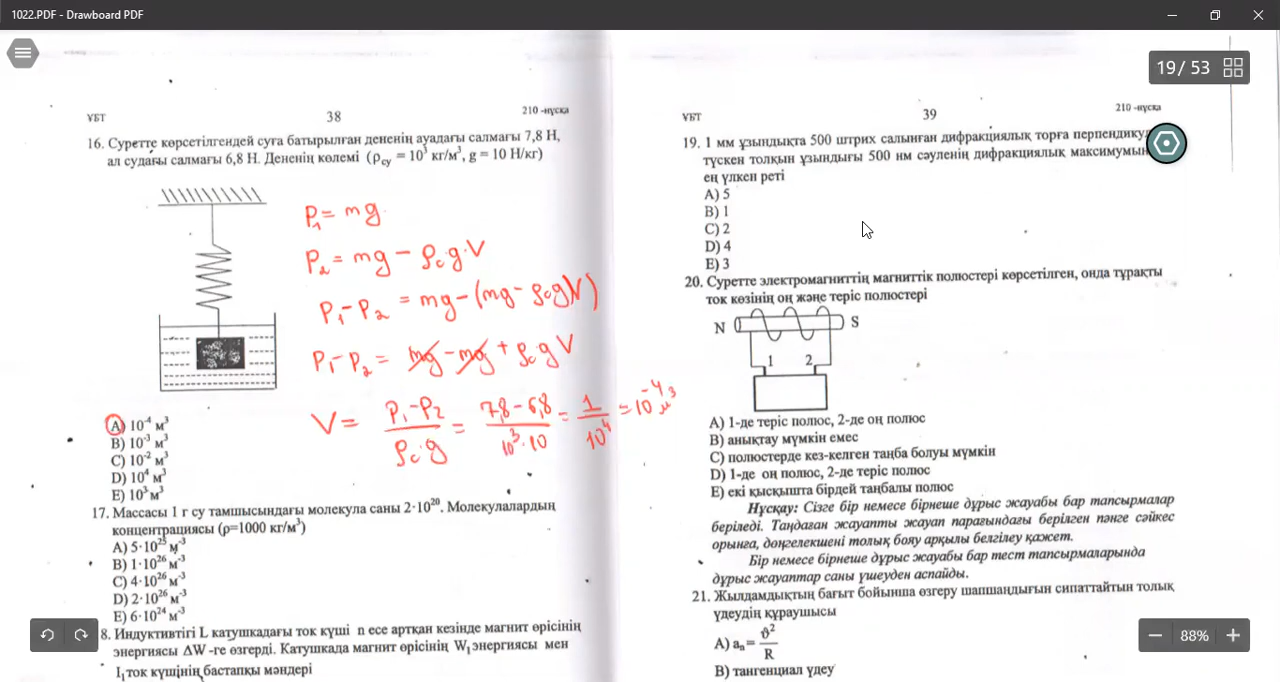 1022.PDF - Drawboard PDF
19/ 53
ҰБТ 38 210 -нұсқа
16. Суретте көрсетілгендей суға батырылған дененің ауадағы салмағы 7,8 Н,
ал судағы салмағы 6,8 Н. Дененің көлемі (ρсу = 10³ кг/м³, g = 10 Н/кг)
P₁= mg
P₂= mg - ρc·g·V
P₁-P₂ = mg-(mg- ρcgV)
P₁-P₂ = mg-mg+ ρcgV
V= P₁-P₂ / ρc·g = 7,8-6,8 / 10³·10 = 1 / 10⁴ = 10⁻⁴ м³
A) 10⁻⁴ м³
B) 10⁻³ м³
C) 10⁻² м³
D) 10⁴ м³
E) 10³ м³
17. Массасы 1 г су тамшысындағы молекула саны 2·10²⁰. Молекулалардың
концентрациясы (ρ=1000 кг/м³)
A) 5·10²⁵ м⁻³
B) 1·10²⁶ м⁻³
C) 4·10²⁶ м⁻³
D) 2·10²⁶ м⁻³
E) 6·10²⁴ м⁻³
8. Индуктивтігі L катушкадағы ток күші n есе артқан кезінде магнит өрісінің
энергиясы ΔW -ге өзгерді. Катушкада магнит өрісінің W₁ энергиясы мен
I₁ ток күшінің бастапқы мәндері
ҰБТ 39 210 -нұсқа
19. 1 мм ұзындықта 500 штрих салынған дифракциялық торға перпендику
түскен толқын ұзындығы 500 нм сәуленің дифракциялық максимумын
ең үлкен реті
A) 5
B) 1
C) 2
D) 4
E) 3
20. Суретте электромагниттің магниттік полюстері көрсетілген, онда тұрақты
ток көзінің оң және теріс полюстері
N S
1 2
A) 1-де теріс полюс, 2-де оң полюс
B) анықтау мүмкін емес
C) полюстерде кез-келген таңба болуы мүмкін
D) 1-де оң полюс, 2-де теріс полюс
E) екі қысқышта бірдей таңбалы полюс
Нұсқау: Сізге бір немесе бірнеше дұрыс жауабы бар тапсырмалар
беріледі. Таңдаған жауапты жауап парағындағы берілген пәнге сәйкес
орынға, дөңгелекшені толық бояу арқылы белгілеу қажет.
Бір немесе бірнеше дұрыс жауабы бар тест тапсырмаларында
дұрыс жауаптар саны үшеуден аспайды.
21. Жылдамдықтың бағыт бойынша өзгеру шапшаңдығын сипаттайтын толық
үдеудің құраушысы
A) aₙ= ϑ² / R
B) тангенциал үдеу
88%